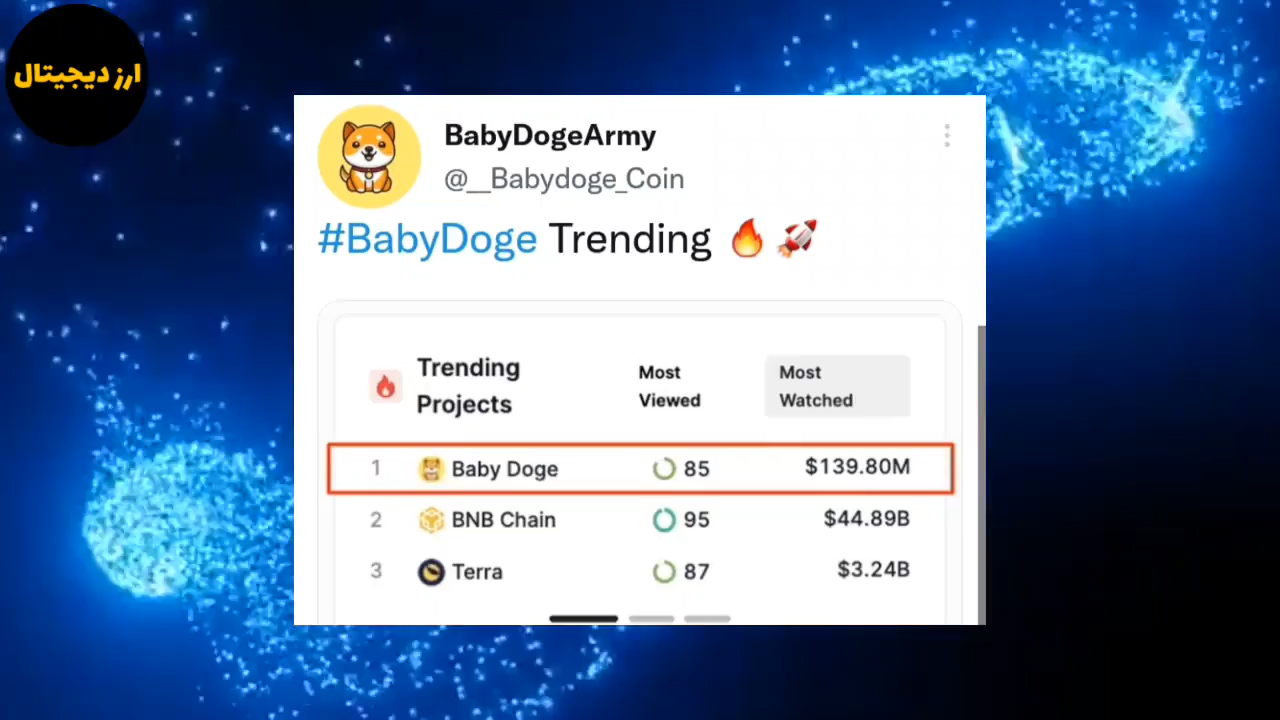 ارز دیجیتال
BabyDogeArmy
@__Babydoge_Coin
#BabyDoge Trending 🔥 🚀
Trending Projects
Most Viewed
Most Watched
1 Baby Doge 85 $139.80M
2 BNB Chain 95 $44.89B
3 Terra 87 $3.24B